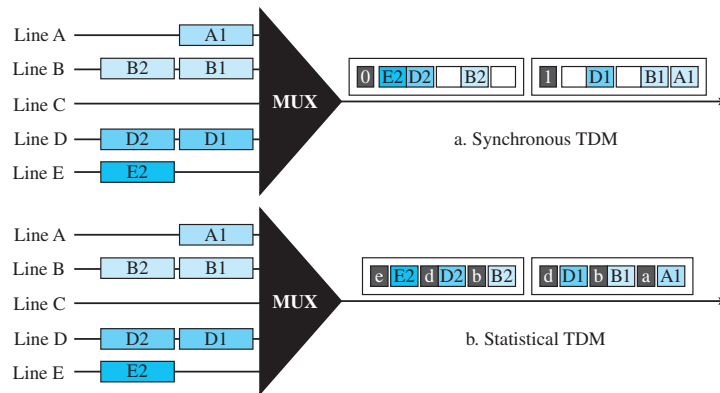 Line A A1
Line B B2 B1 0 E2 D2 B2 1 D1 B1 A1
Line C MUX
Line D D2 D1 a. Synchronous TDM
Line E E2
Line A A1
Line B B2 B1 e E2 d D2 b B2 d D1 b B1 a A1
Line C MUX
Line D D2 D1 b. Statistical TDM
Line E E2